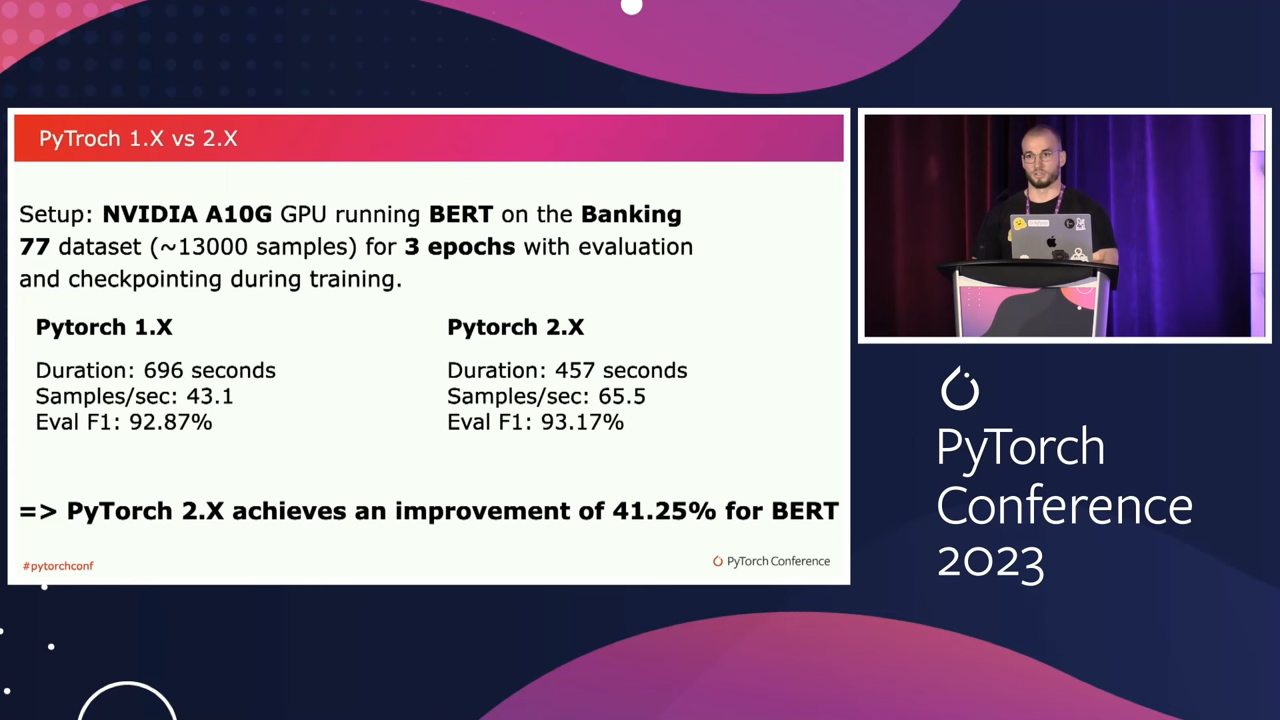 PyTroch 1.X vs 2.X
Setup: NVIDIA A10G GPU running BERT on the Banking
77 dataset (~13000 samples) for 3 epochs with evaluation
and checkpointing during training.
Pytorch 1.X
Duration: 696 seconds
Samples/sec: 43.1
Eval F1: 92.87%
Pytorch 2.X
Duration: 457 seconds
Samples/sec: 65.5
Eval F1: 93.17%
=> PyTorch 2.X achieves an improvement of 41.25% for BERT
#pytorchconf
PyTorch Conference
PyTorch
Conference
2023